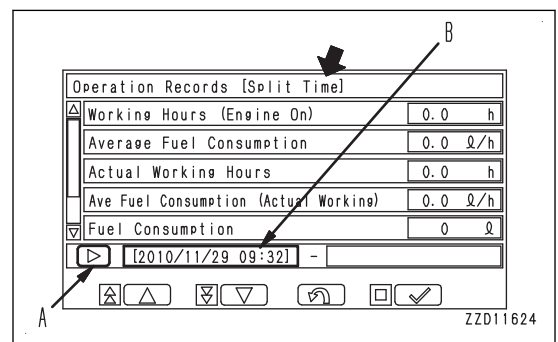 B
Operation Records [Split Time]
Working Hours (Engine On) 0.0 h
Average Fuel Consumption 0.0 ℓ/h
Actual Working Hours 0.0 h
Ave Fuel Consumption (Actual Working) 0.0 ℓ/h
Fuel Consumption 0 ℓ
[2010/11/29 09:32] -
A
ZZD11624